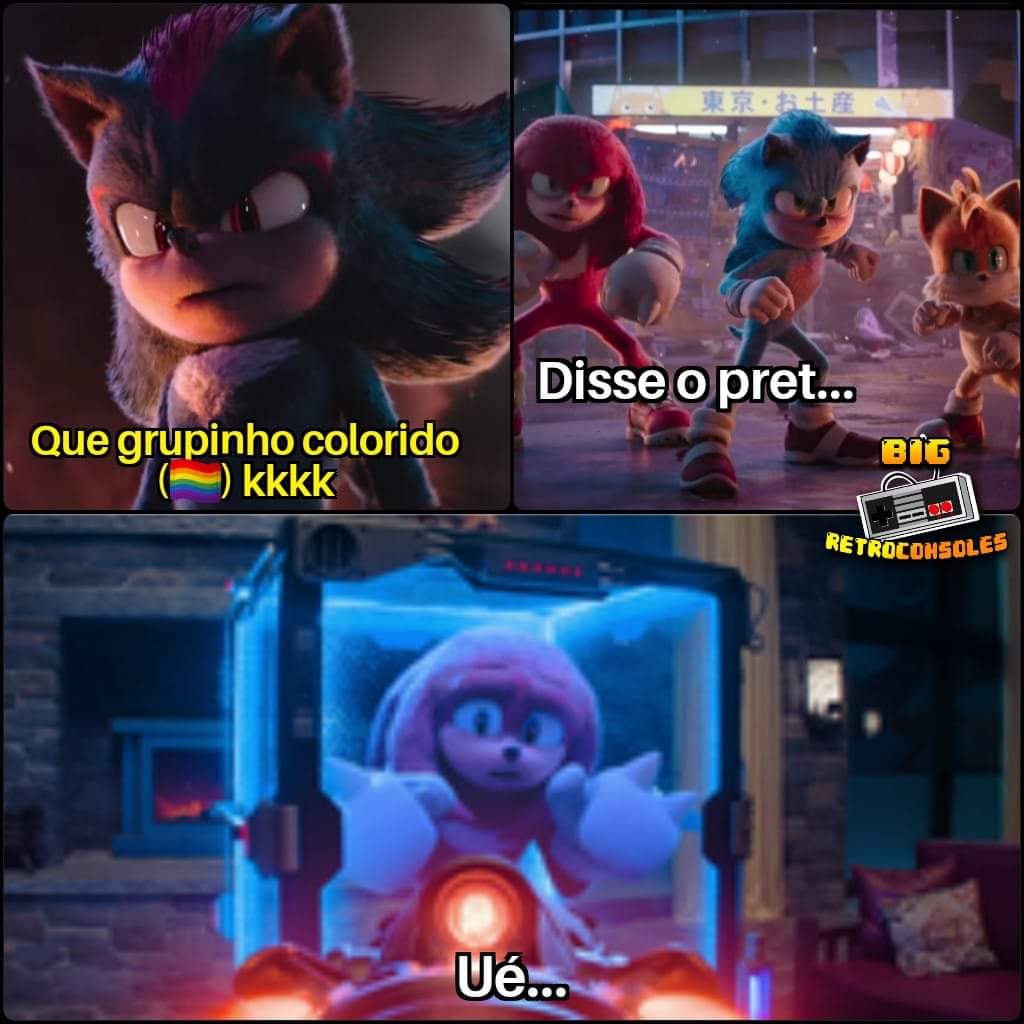 Que grupinho colorido
(🏳️‍🌈) kkkk
東京・お土産
Disse o pret...
BIG
RETROCONSOLES
Ué...